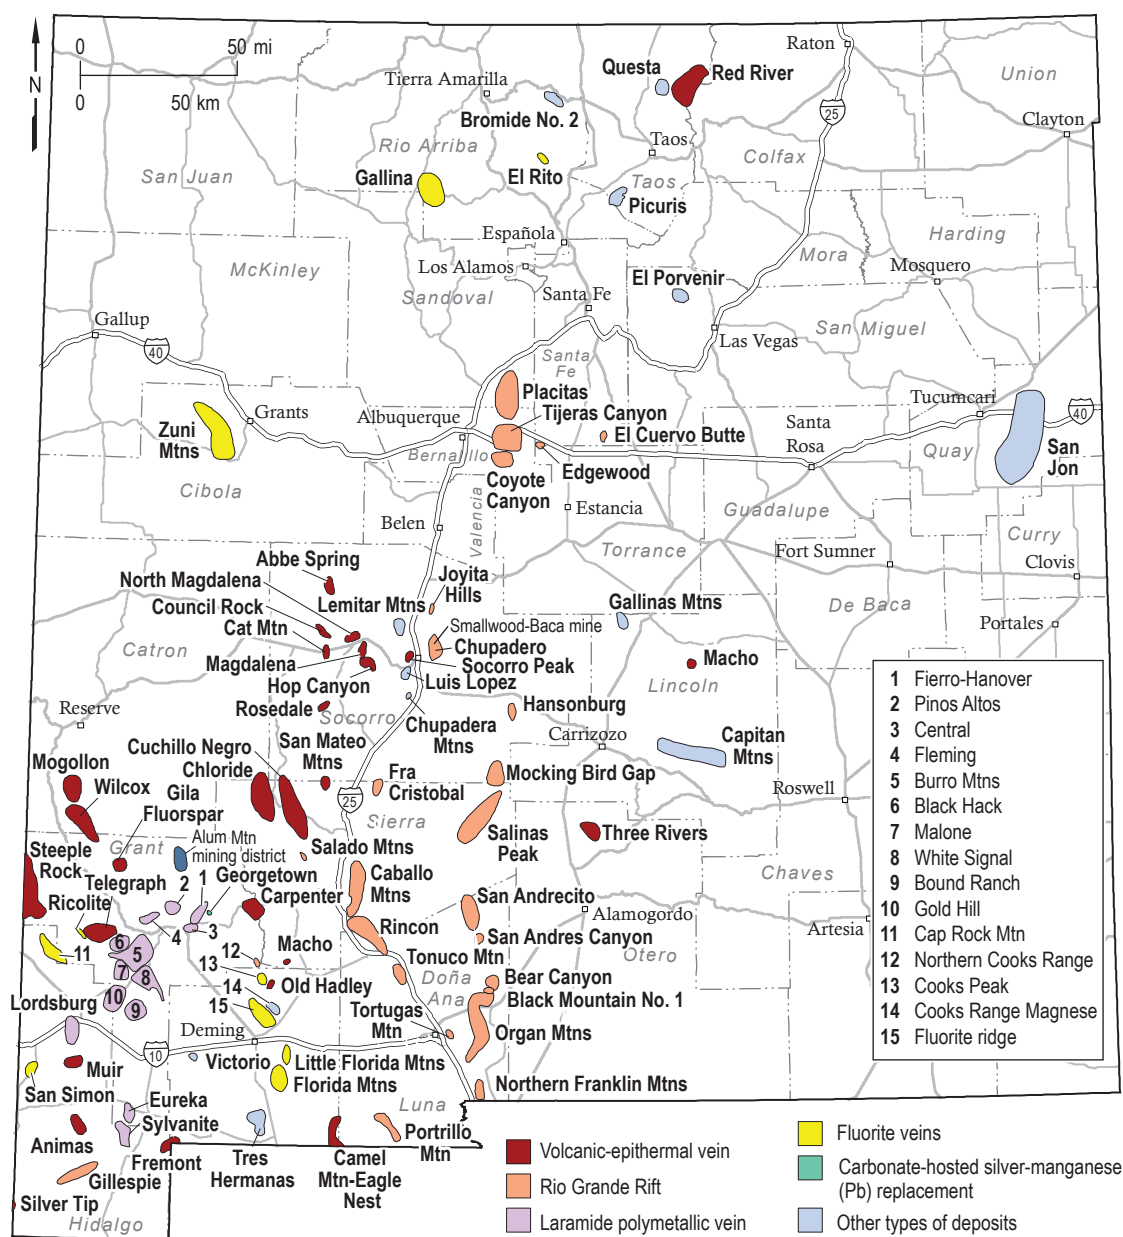 0 50 mi
0 50 km
N
Raton
Union
Questa
Red River
Tierra Amarilla
25
Bromide No. 2
Clayton
Taos
Rio Arriba
Colfax
San Juan
Gallina
El Rito
Taos
Picuris
Española
Harding
Mora
McKinley
Los Alamos
Mosquero
El Porvenir
Sandoval
Santa Fe
Gallup
San Miguel
Las Vegas
40
Santa
Fe
Placitas
Tucumcari
Grants
Albuquerque
Tijeras Canyon
Santa
Rosa
40
Zuni
Mtns
El Cuervo Butte
San
Jon
Quay
Bernalillo
Edgewood
Coyote
Canyon
Cibola
Valencia
Estancia
Guadalupe
Belen
Curry
Torrance
Fort Sumner
Abbe Spring
Clovis
North Magdalena
Joyita
Hills
Council Rock
Lemitar Mtns
Gallinas Mtns
De Baca
Cat Mtn
Smallwood-Baca mine
Portales
Catron
Chupadero
Magdalena
Socorro Peak
Macho
Hop Canyon
Luis Lopez
Lincoln
Rosedale
Hansonburg
Reserve
Socorro
Chupadera
Mtns
San Mateo
Mtns
Carrizozo
Capitan
Mtns
Cuchillo Negro
Mogollon
Chloride
Fra
Cristobal
Mocking Bird Gap
Wilcox
Gila
Roswell
25
Fluorspar
Sierra
Salinas
Peak
Three Rivers
Grant
Alum Mtn
mining district
Salado Mtns
Steeple
Rock
Georgetown
Caballo
Mtns
Chaves
Telegraph
2
1
Carpenter
San Andrecito
Ricolite
Alamogordo
Artesia
Rincon
4
3
San Andres Canyon
6
5
11
12
Macho
Tonuco Mtn
Otero
7
8
13
Old Hadley
Doña
Ana
Bear Canyon
14
Black Mountain No. 1
Lordsburg
10
9
15
Tortugas
Mtn
Organ Mtns
Deming
10
Victorio
Little Florida Mtns
Muir
Florida Mtns
Northern Franklin Mtns
San Simon
Eureka
Luna
Sylvanite
Animas
Portrillo
Mtn
Fremont
Tres
Hermanas
Camel
Mtn-Eagle
Nest
Gillespie
Silver Tip
Hidalgo
1 Fierro-Hanover
2 Pinos Altos
3 Central
4 Fleming
5 Burro Mtns
6 Black Hack
7 Malone
8 White Signal
9 Bound Ranch
10 Gold Hill
11 Cap Rock Mtn
12 Northern Cooks Range
13 Cooks Peak
14 Cooks Range Magnese
15 Fluorite ridge
Volcanic-epithermal vein
Rio Grande Rift
Laramide polymetallic vein
Fluorite veins
Carbonate-hosted silver-manganese
(Pb) replacement
Other types of deposits